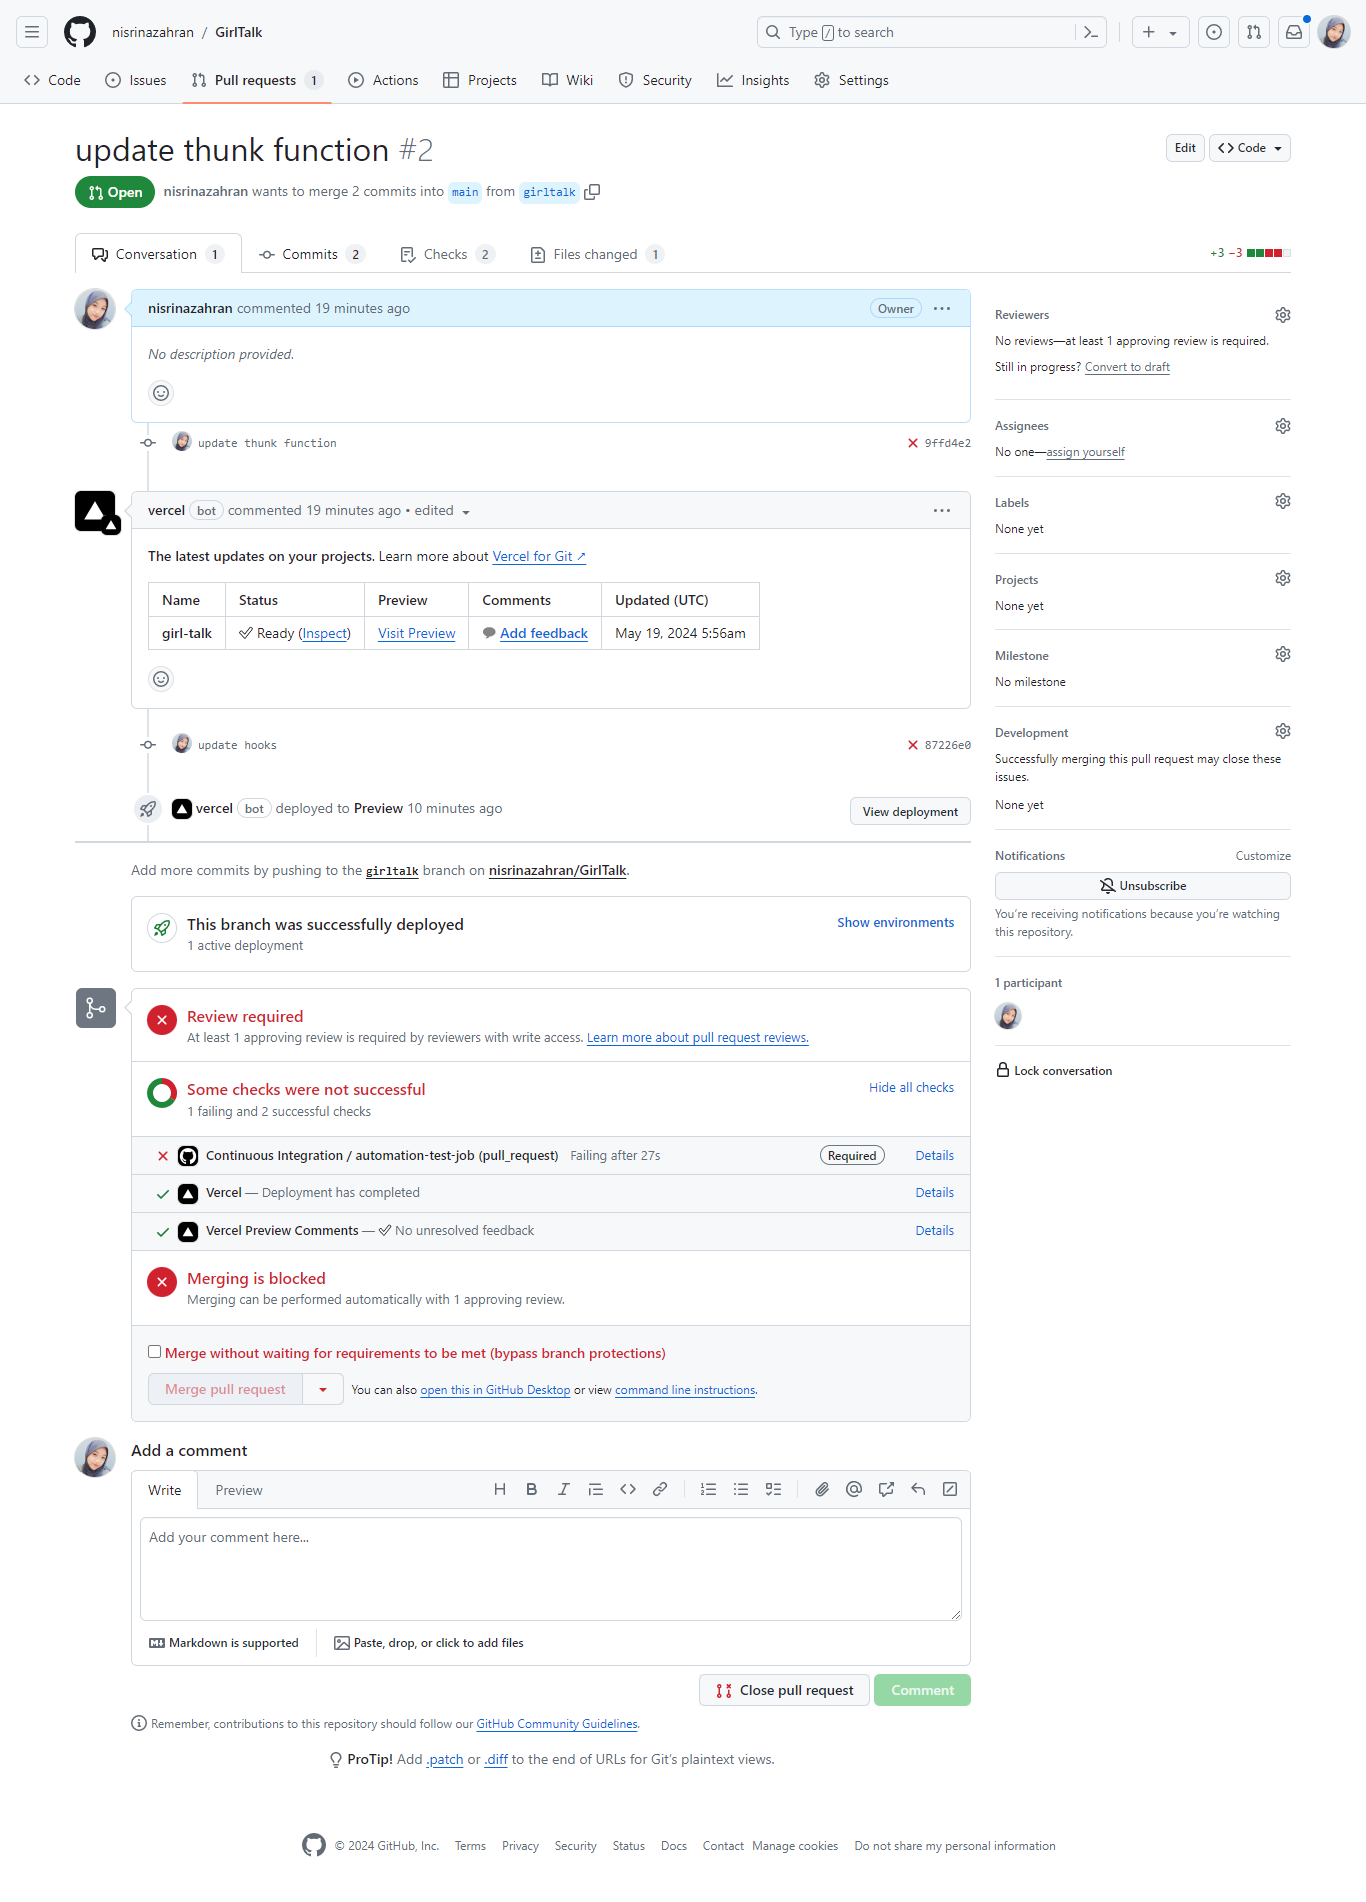 nisrinazahran / GirlTalk
Type / to search
Code
Issues
Pull requests 1
Actions
Projects
Wiki
Security
Insights
Settings
update thunk function #2
Edit
Code
Open
nisrinazahran wants to merge 2 commits into main from girltalk
Conversation 1
Commits 2
Checks 2
Files changed 1
+3 −3
nisrinazahran commented 19 minutes ago
Owner
No description provided.
update thunk function
9ffd4e2
vercel bot commented 19 minutes ago • edited
The latest updates on your projects. Learn more about Vercel for Git ↗
Name Status Preview Comments Updated (UTC)
girl-talk ✅ Ready (Inspect) Visit Preview 💬 Add feedback May 19, 2024 5:56am
update hooks
87226e0
vercel bot deployed to Preview 10 minutes ago
View deployment
Add more commits by pushing to the girltalk branch on nisrinazahran/GirlTalk.
This branch was successfully deployed
1 active deployment
Show environments
Review required
At least 1 approving review is required by reviewers with write access. Learn more about pull request reviews.
Some checks were not successful
1 failing and 2 successful checks
Hide all checks
Continuous Integration / automation-test-job (pull_request) Failing after 27s
Required
Details
Vercel — Deployment has completed
Details
Vercel Preview Comments — ✅ No unresolved feedback
Details
Merging is blocked
Merging can be performed automatically with 1 approving review.
Merge without waiting for requirements to be met (bypass branch protections)
Merge pull request
You can also open this in GitHub Desktop or view command line instructions.
Add a comment
Write
Preview
Add your comment here...
Markdown is supported
Paste, drop, or click to add files
Close pull request
Comment
Remember, contributions to this repository should follow our GitHub Community Guidelines.
ProTip! Add .patch or .diff to the end of URLs for Git’s plaintext views.
Reviewers
No reviews—at least 1 approving review is required.
Still in progress? Convert to draft
Assignees
No one—assign yourself
Labels
None yet
Projects
None yet
Milestone
No milestone
Development
Successfully merging this pull request may close these
issues.
None yet
Notifications
Customize
Unsubscribe
You’re receiving notifications because you’re watching
this repository.
1 participant
Lock conversation
© 2024 GitHub, Inc.
Terms
Privacy
Security
Status
Docs
Contact
Manage cookies
Do not share my personal information